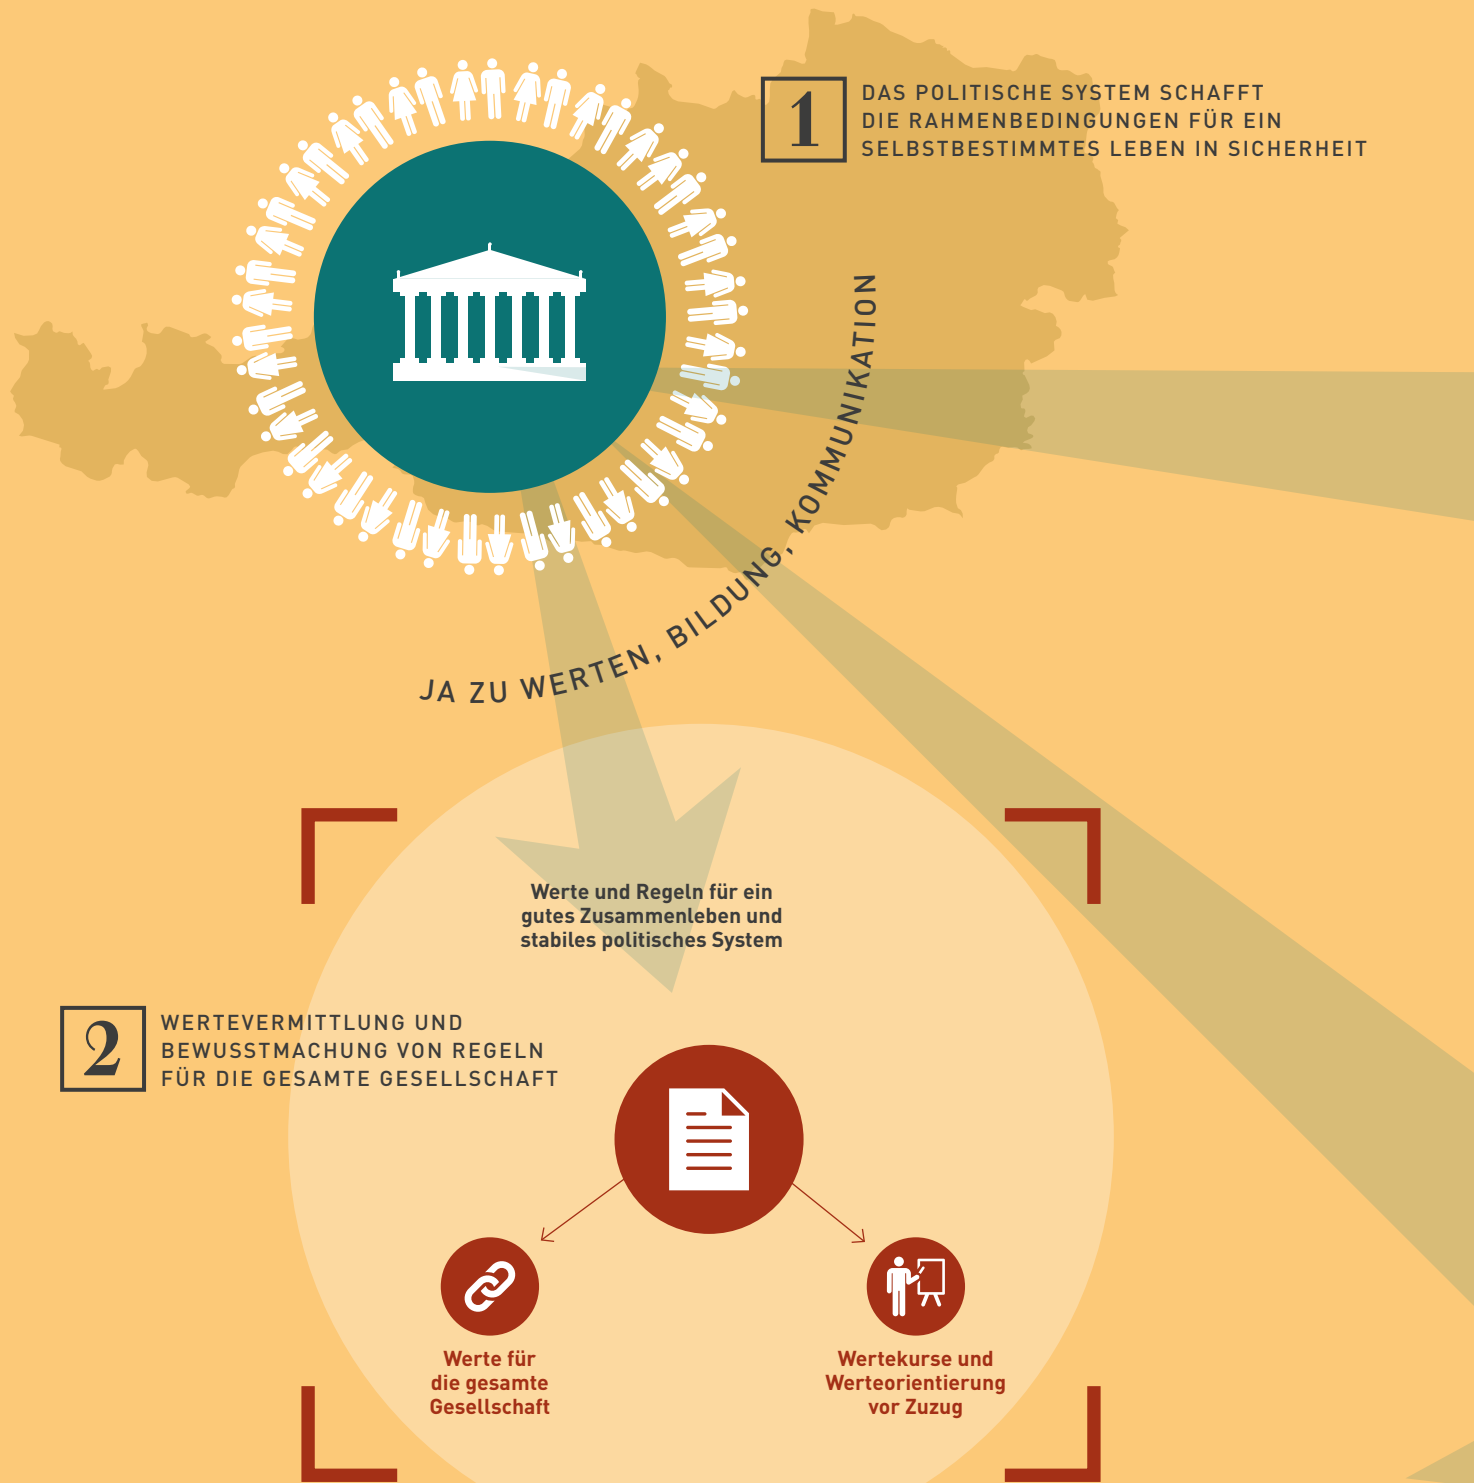 1
DAS POLITISCHE SYSTEM SCHAFFT
DIE RAHMENBEDINGUNGEN FÜR EIN
SELBSTBESTIMMTES LEBEN IN SICHERHEIT
JA ZU WERTEN, BILDUNG, KOMMUNIKATION
Werte und Regeln für ein
gutes Zusammenleben und
stabiles politisches System
2
WERTEVERMITTLUNG UND
BEWUSSTMACHUNG VON REGELN
FÜR DIE GESAMTE GESELLSCHAFT
Werte für
die gesamte
Gesellschaft
Wertekurse und
Werteorientierung
vor Zuzug